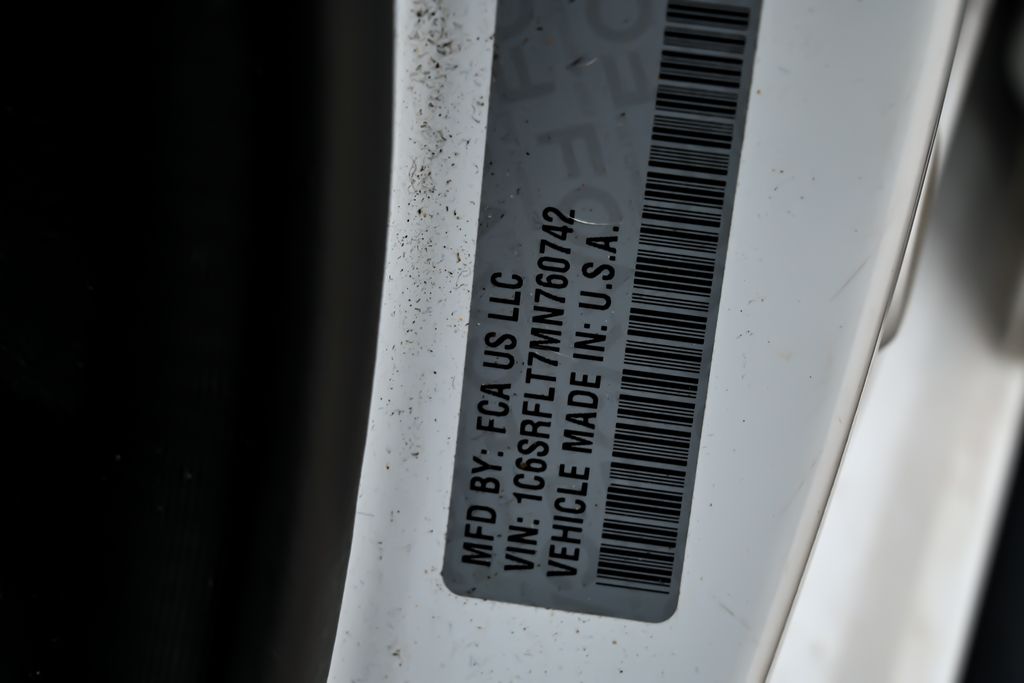 MFD BY: FCA US LLC
VIN: 1C6SRFLT7MN760742
VEHICLE MADE IN: U.S.A.